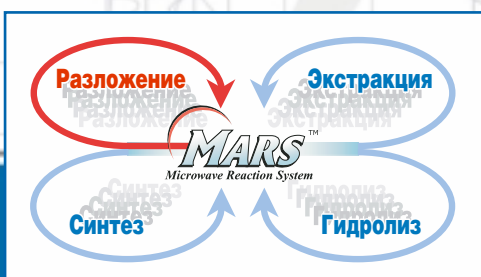 Разложение
Экстракция
MARS™
Microwave Reaction System
Синтез
Гидролиз